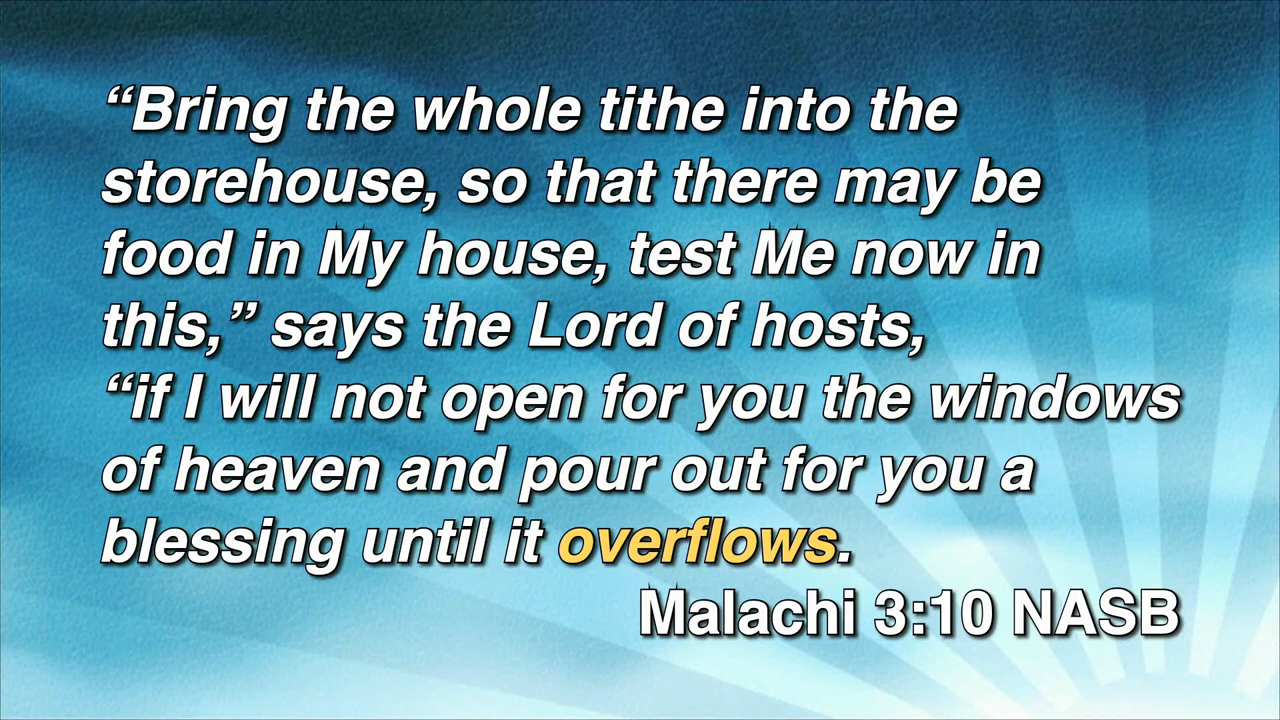 “Bring the whole tithe into the
storehouse, so that there may be
food in My house, test Me now in
this,” says the Lord of hosts,
“if I will not open for you the windows
of heaven and pour out for you a
blessing until it overflows.
Malachi 3:10 NASB